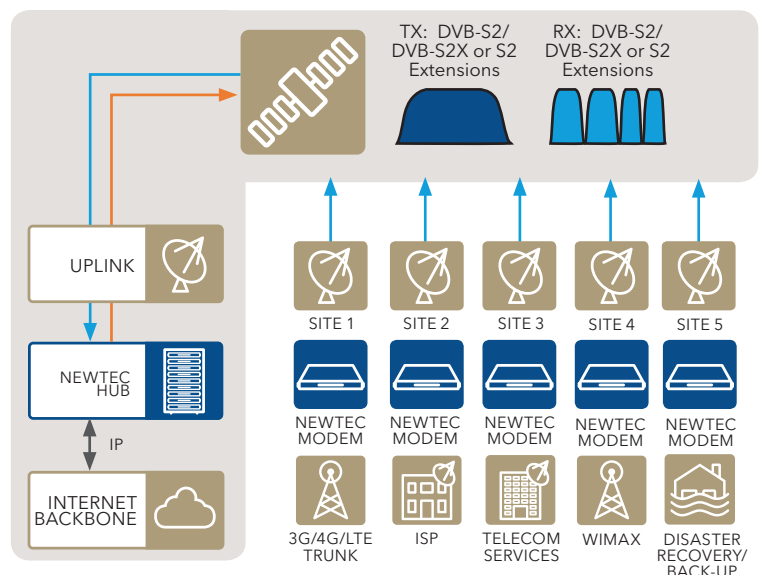 TX: DVB-S2/
DVB-S2X or S2
Extensions
RX: DVB-S2/
DVB-S2X or S2
Extensions
UPLINK
NEWTEC
HUB
IP
INTERNET
BACKBONE
SITE 1
SITE 2
SITE 3
SITE 4
SITE 5
NEWTEC
MODEM
NEWTEC
MODEM
NEWTEC
MODEM
NEWTEC
MODEM
NEWTEC
MODEM
3G/4G/LTE
TRUNK
ISP
TELECOM
SERVICES
WIMAX
DISASTER
RECOVERY/
BACK-UP